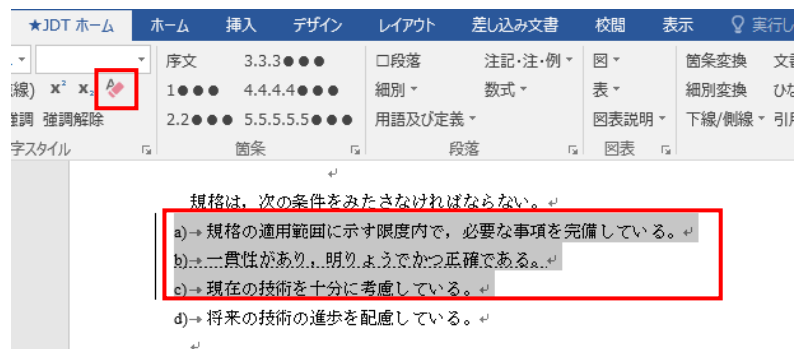 ★JDT ホーム ホーム 挿入 デザイン レイアウト 差し込み文書 校閲 表示 実行し
序文 3.3.3●●● □段落 注記·注·例 図 箇条変換 文書
線) x² x₂ 1●●● 4.4.4.4●●● 細別 数式 表 細別変換 ひな
強調 強調解除 2.2●●● 5.5.5.5.5●●● 用語及び定義 図表説明 下線/側線 引用
字スタイル 箇条 段落 図表
規格は，次の条件をみたさなければならない。
a)→規格の適用範囲に示す限度内で，必要な事項を完備している。
b)→一貫性があり，明りょうでかつ正確である。
c)→現在の技術を十分に考慮している。
d)→将来の技術の進歩を配慮している。